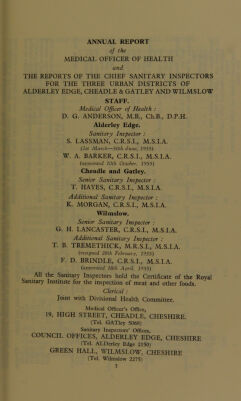 ANNUAL REPORT
of the
MEDICAL OFFICER OF HEALTH
and
THE REPORTS OF THE CHIEF SANITARY INSPECTORS
FOR THE THREE URBAN DISTRICTS OF
ALDERLEY EDGE, CHEADLE & GATLEY AND WILMSLOW
STAFF.
Medical Officer of Health :
D. G. ANDERSON, M.B., Ch.B., D.P.H.
Alderley Edge.
Sanitary Inspector :
S. LASSMAN, C.R.S.I., M.S.I.A.
(1st March—30th June, 1955)
W. A. BARKER, C.R.S.I., M.S.I.A.
(appointed 10th October, 1955)
Cheadle and Gatley.
Senior Sanitary Inspector :
T. HAYES, C.R.S.I., M.S.I.A.
Additional Sanitary Inspector :
K. MORGAN, C.R.S.I., M.S.I.A.
Wilmslow.
Senior Sanitary Inspector :
G. H. LANCASTER, C.R.S.I., M.S.I.A.
Additional Sanitary Inspector :
T. B. TREMETHICK, M.R.S.I., M.S.I.A.
(resigned 28th February, 1955)
F. D. BRINDLE, C.R.S.I., M.S.I.A.
(appointed 18th April, 1955)
All the Sanitary Inspectors held the Certificate of the Royal
Sanitary Institute for the inspection of meat and other foods.
Clerical :
Joint with Divisional Health Committee.
Medical Officer's Office,
19, HIGH STREET, CHEADLE, CHESHIRE.
(Tel. GATley 5060)
Sanitary Inspectors' Offices,
COUNCIL OFFICES, ALDERLEY EDGE, CHESHIRE
(Tel. ALDerley Edge 2150)
GREEN HALL, WILMSLOW, CHESHIRE
(Tel. Wilmslow 2275)